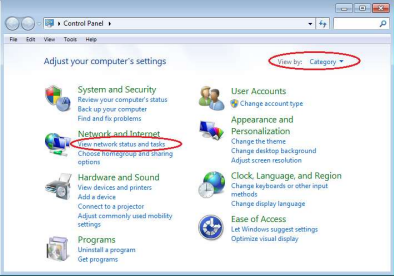 Control Panel
File Edit View Tools Help
Adjust your computer's settings
View by: Category
System and Security
Review your computer's status
Back up your computer
Find and fix problems
Network and Internet
View network status and tasks
Choose homegroup and sharing
options
Hardware and Sound
View devices and printers
Add a device
Connect to a projector
Adjust commonly used mobility
settings
Programs
Uninstall a program
Get programs
User Accounts
Change account type
Appearance and
Personalization
Change the theme
Change desktop background
Adjust screen resolution
Clock, Language, and Region
Change keyboards or other input
methods
Change display language
Ease of Access
Let Windows suggest settings
Optimize visual display